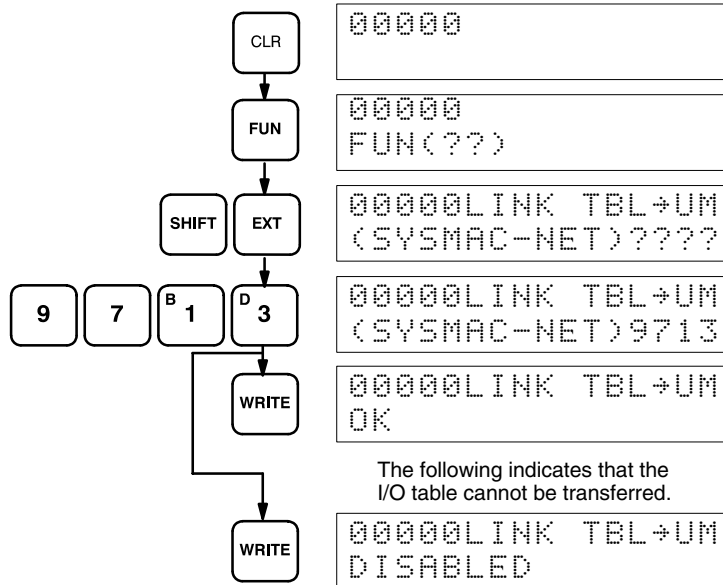 CLR
00000
FUN
00000
FUN(??)
SHIFT
EXT
00000LINK TBL→UM
(SYSMAC-NET)????
9
7
B 1
D 3
00000LINK TBL→UM
(SYSMAC-NET)9713
WRITE
00000LINK TBL→UM
OK
The following indicates that the
I/O table cannot be transferred.
WRITE
00000LINK TBL→UM
DISABLED